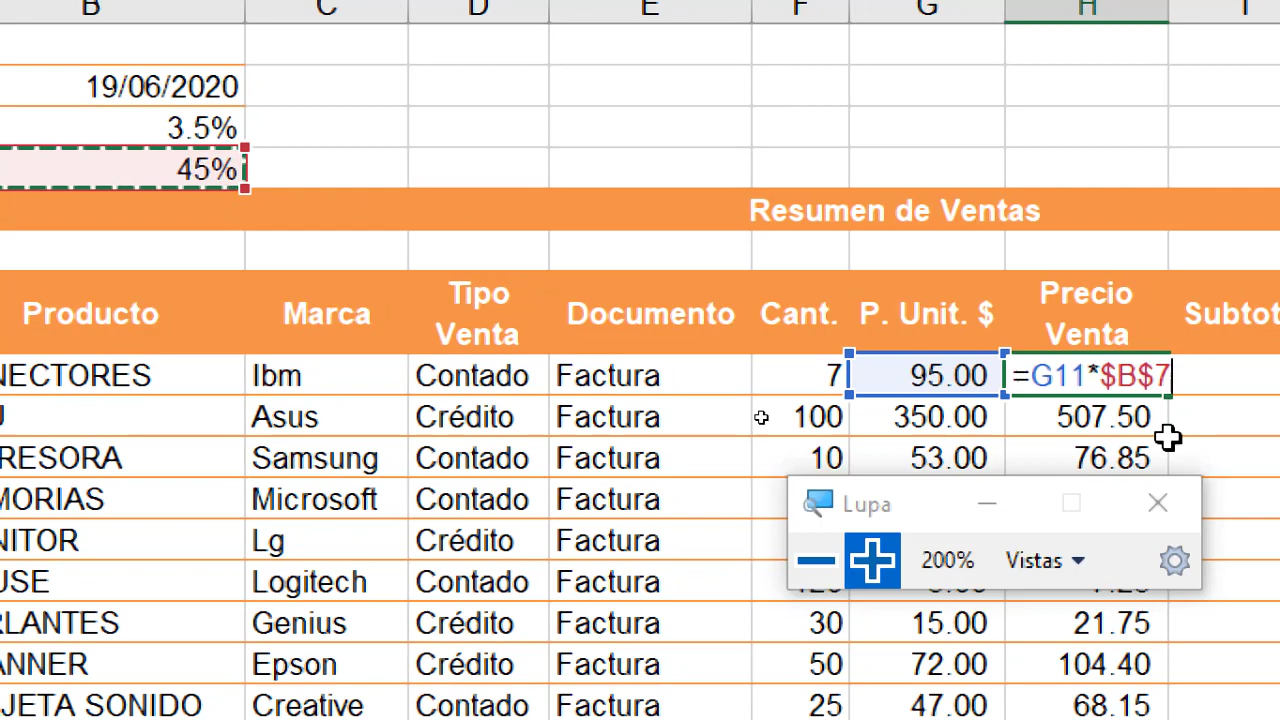 B C D E F G H I
19/06/2020
3.5%
45%
Resumen de Ventas
Producto Marca Tipo Venta Documento Cant. P. Unit. $ Precio Venta Subtot
NECTORES Ibm Contado Factura 7 95.00 =G11*$B$7
Asus Crédito Factura 100 350.00 507.50
RESORA Samsung Contado Factura 10 53.00 76.85
MORIAS Microsoft Contado Factura
NITOR Lg Crédito Factura
USE Logitech Contado Factura
RLANTES Genius Contado Factura 30 15.00 21.75
ANNER Epson Crédito Factura 50 72.00 104.40
JETA SONIDO Creative Contado Factura 25 47.00 68.15
Lupa
200% Vistas